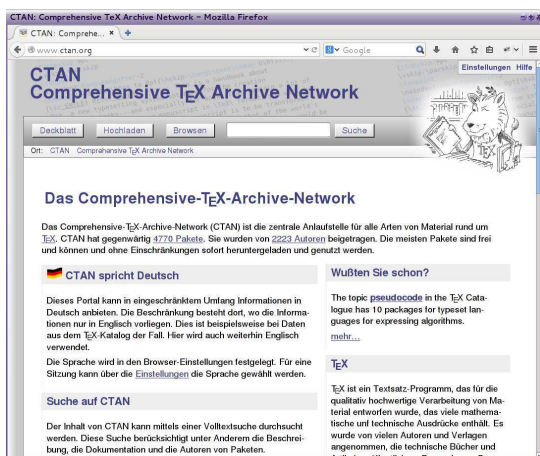 CTAN: Comprehensive TeX Archive Network - Mozilla Firefox
CTAN: Comprehe...
www.ctan.org
Google
Einstellungen Hilfe
CTAN
Comprehensive TEX Archive Network
Deckblatt Hochladen Browsen Suche
Ort: CTAN Comprehensive TEX Archive Network
Das Comprehensive-TEX-Archive-Network
Das Comprehensive-TEX-Archive-Network (CTAN) ist die zentrale Anlaufstelle für alle Arten von Material rund um
TEX. CTAN hat gegenwärtig 4770 Pakete. Sie wurden von 2223 Autoren beigetragen. Die meisten Pakete sind frei
und können und ohne Einschränkungen sofort heruntergeladen und genutzt werden.
CTAN spricht Deutsch
Dieses Portal kann in eingeschränktem Umfang Informationen in
Deutsch anbieten. Die Beschränkung besteht dort, wo die Informa-
tionen nur in Englisch vorliegen. Dies ist beispielsweise bei Daten
aus dem TEX-Katalog der Fall. Hier wird auch weiterhin Englisch
verwendet.
Die Sprache wird in den Browser-Einstellungen festgelegt. Für eine
Sitzung kann über die Einstellungen die Sprache gewählt werden.
Suche auf CTAN
Der Inhalt von CTAN kann mittels einer Volltextsuche durchsucht
werden. Diese Suche berücksichtigt unter Anderem die Beschrei-
bung, die Dokumentation und die Autoren von Paketen.
Wußten Sie schon?
The topic pseudocode in the TEX Cata-
logue has 10 packages for typeset lan-
guages for expressing algorithms.
mehr...
TEX
TEX ist ein Textsatz-Programm, das für die
qualitativ hochwertige Verarbeitung von Ma-
terial entworfen wurde, das viele mathema-
tische unf technische Ausdrücke enthält. Es
wurde von vielen Autoren und Verlagen
angenommen, die technische Bücher und